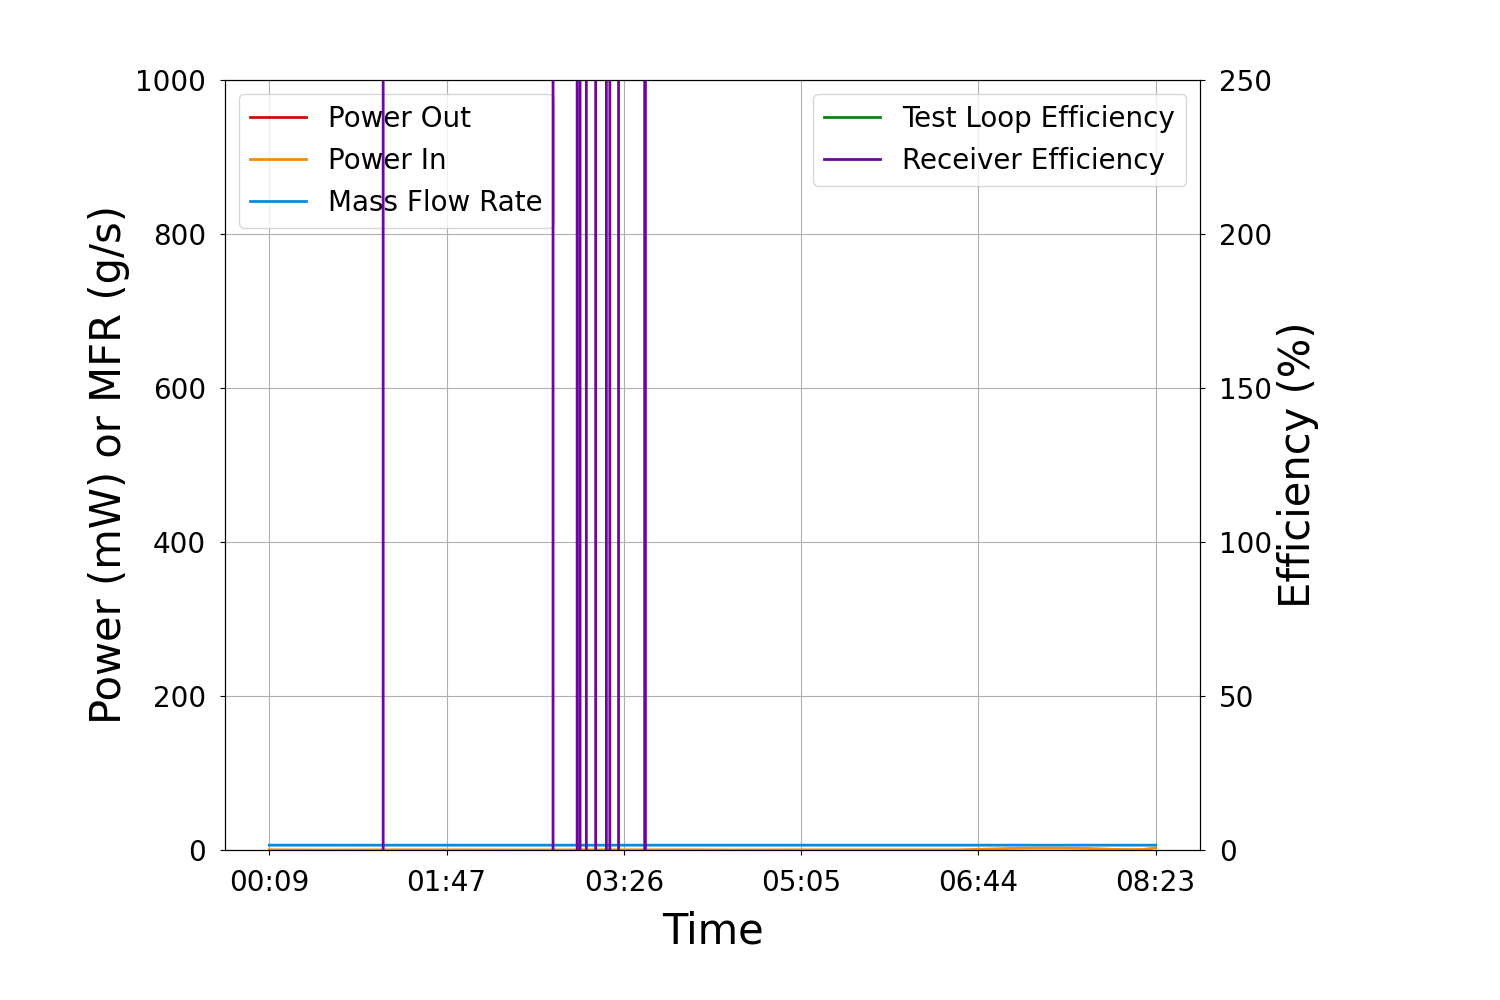 1000
800
600
400
200
0
250
200
150
100
50
0
Power Out
Power In
Mass Flow Rate
Test Loop Efficiency
Receiver Efficiency
Power (mW) or MFR (g/s)
Efficiency (%)
00:09 01:47 03:26 05:05 06:44 08:23
Time